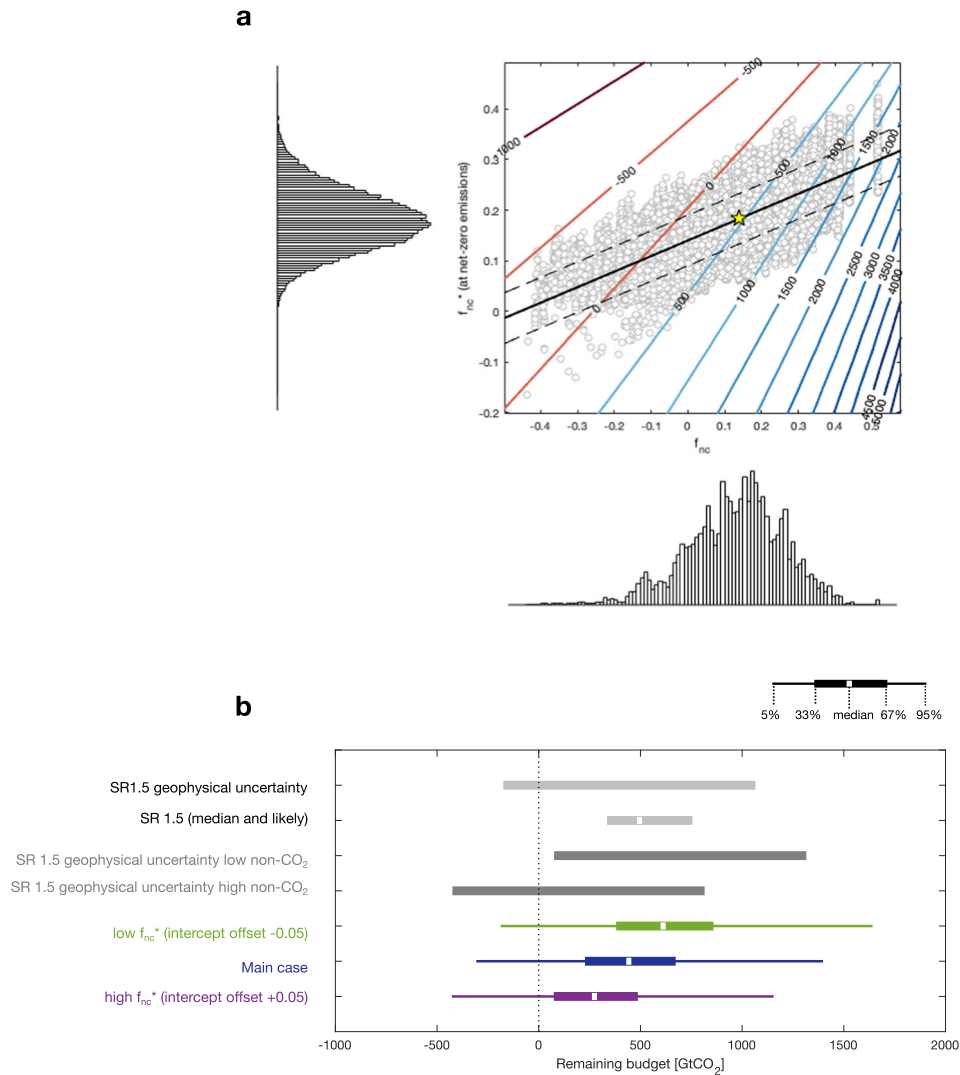 a
-500
1000
-500
0
500
1000
1500
2000
0
500
1000
1500
2000
2500
3000
3500
4000
4500
5000
f_nc* (at net-zero emissions)
0.4
0.3
0.2
0.1
0
-0.1
-0.2
-0.4 -0.3 -0.2 -0.1 0 0.1 0.2 0.3 0.4 0.5
f_nc
b
5% 33% median 67% 95%
SR1.5 geophysical uncertainty
SR 1.5 (median and likely)
SR 1.5 geophysical uncertainty low non-CO₂
SR 1.5 geophysical uncertainty high non-CO₂
low f_nc* (intercept offset -0.05)
Main case
high f_nc* (intercept offset +0.05)
-1000 -500 0 500 1000 1500 2000
Remaining budget [GtCO₂]